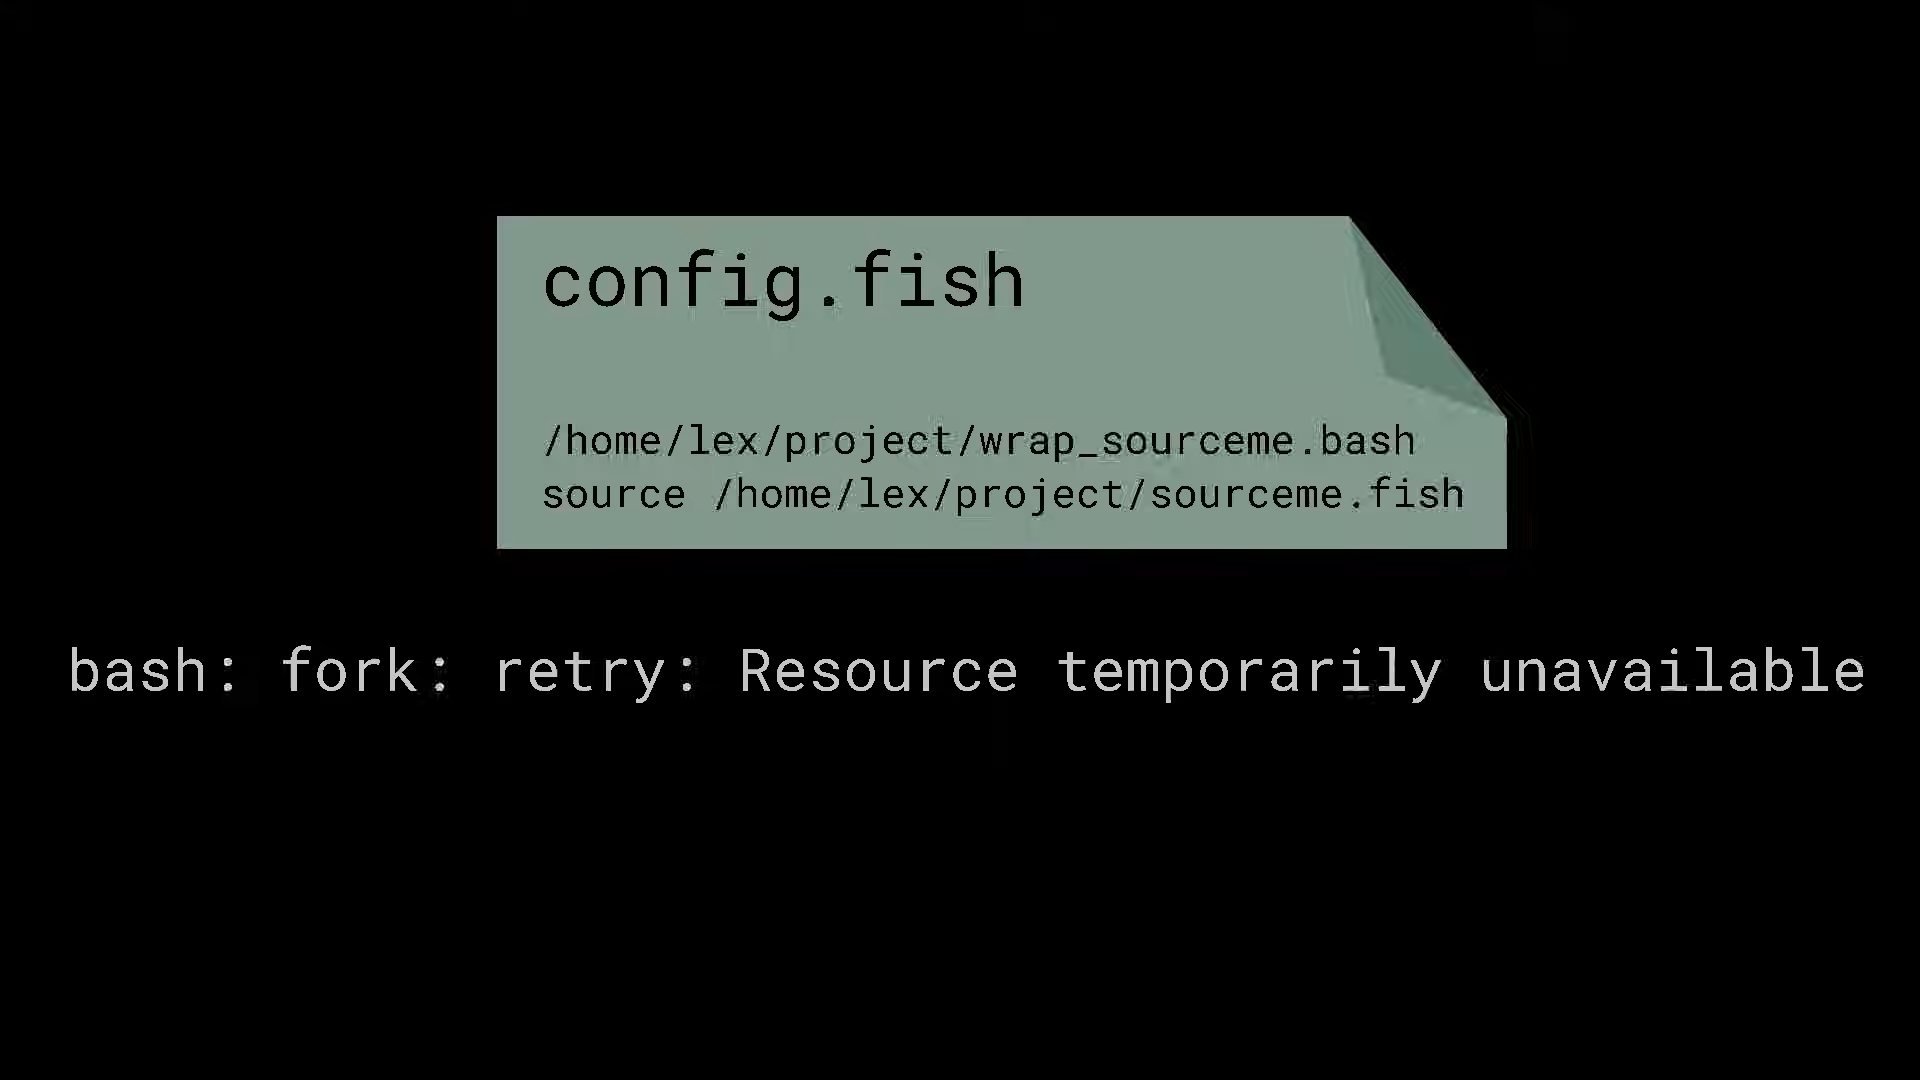 config.fish
/home/lex/project/wrap_sourceme.bash
source /home/lex/project/sourceme.fish
bash: fork: retry: Resource temporarily unavailable